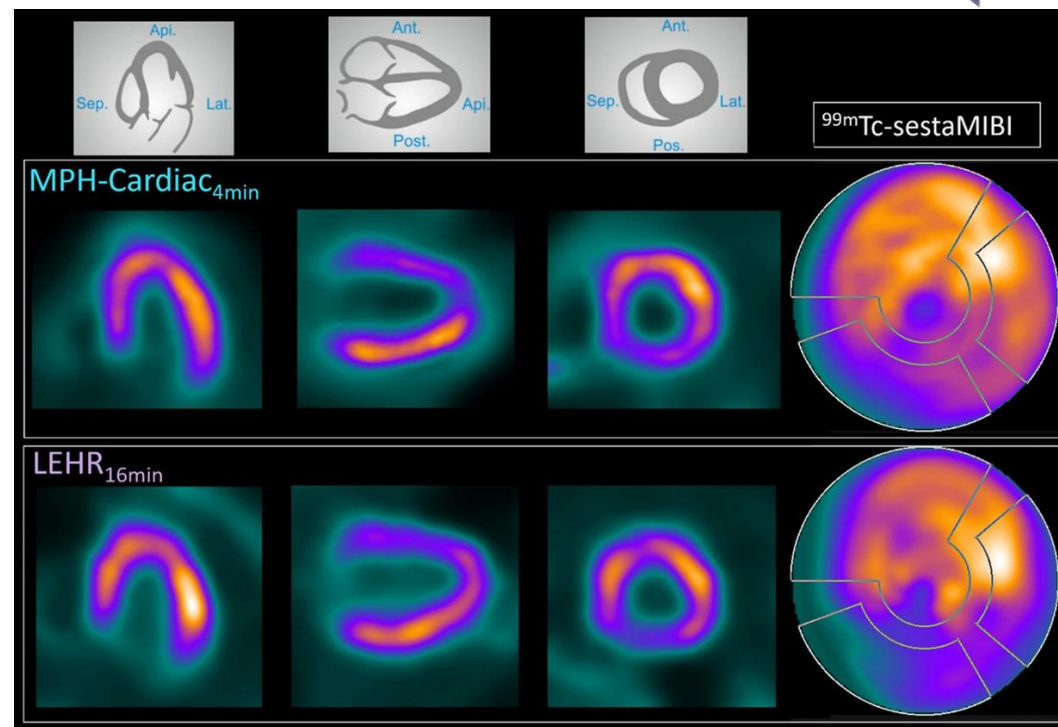 Api.
Sep.
Lat.
Ant.
Api.
Post.
Ant.
Sep.
Lat.
Pos.
99mTc-sestaMIBI
MPH-Cardiac4min
LEHR16min